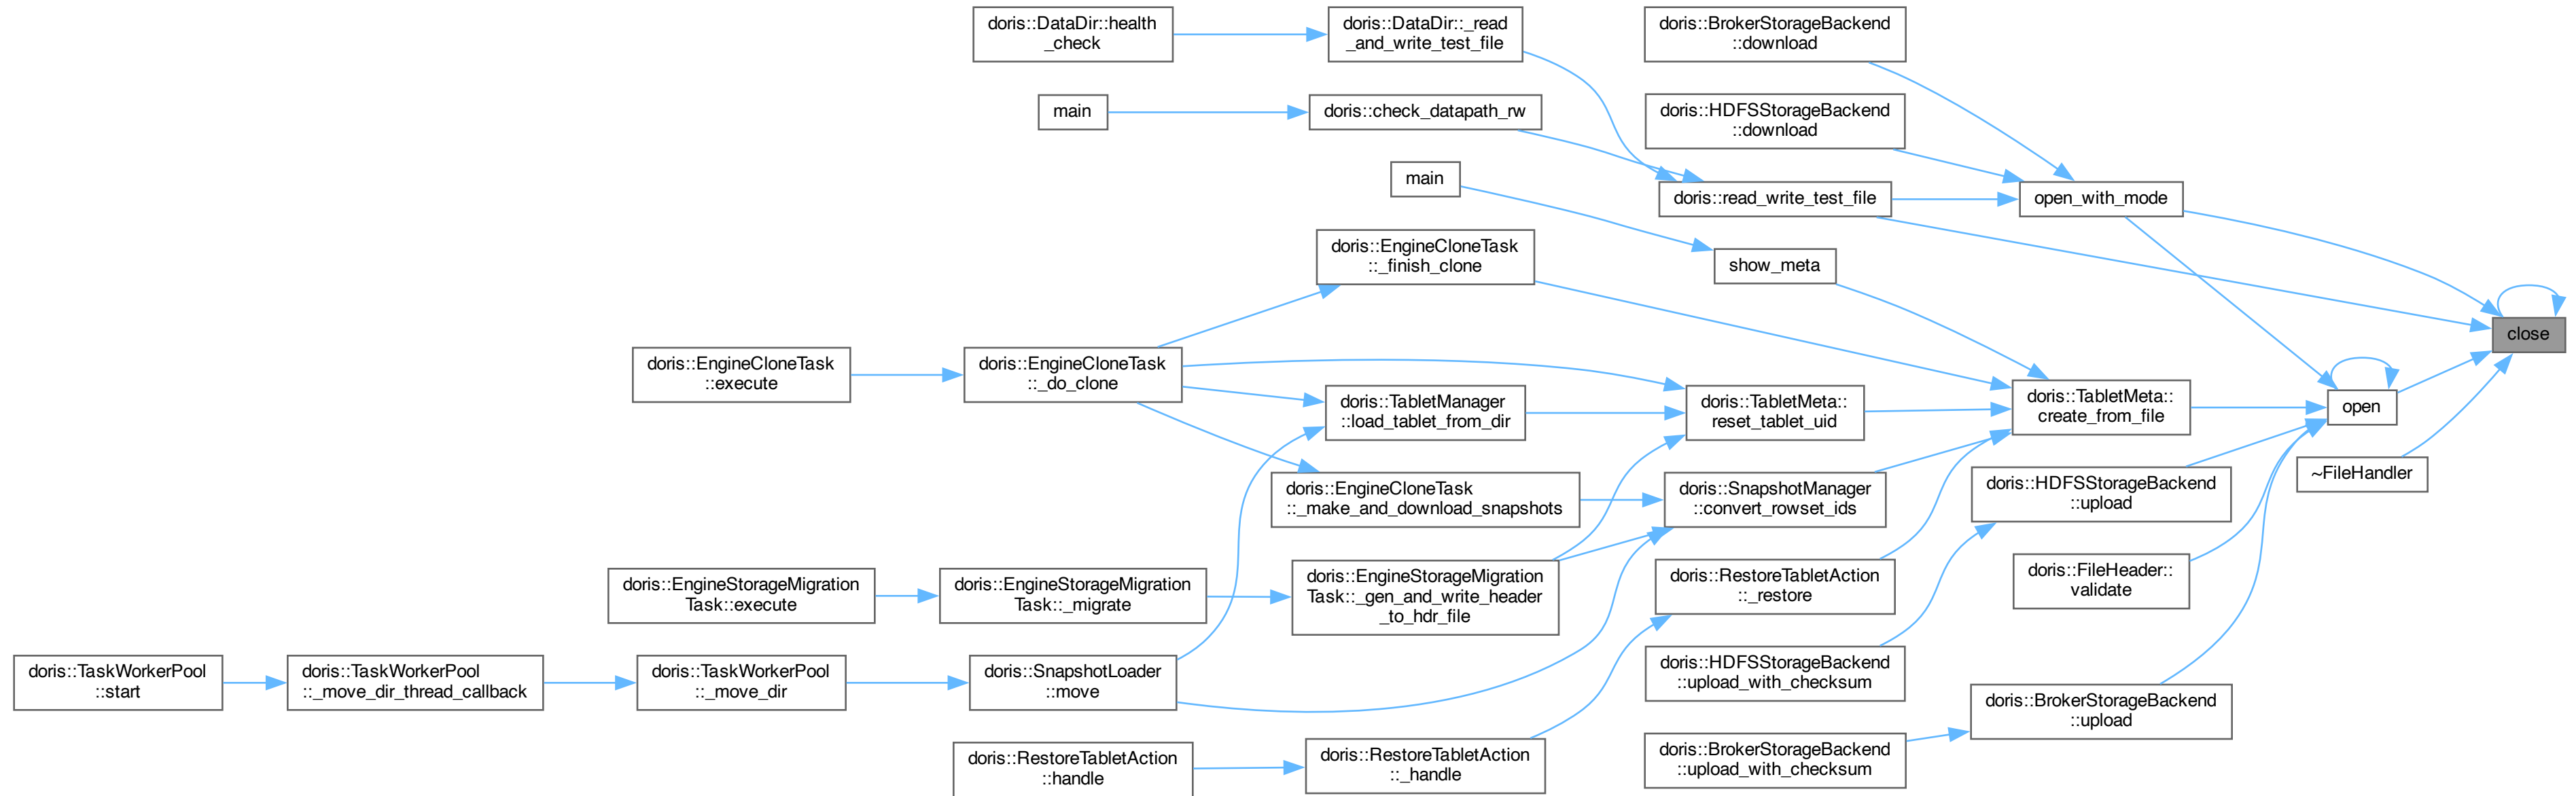 doris::DataDir::health
_check
doris::DataDir::_read
_and_write_test_file
doris::BrokerStorageBackend
::download
main
doris::check_datapath_rw
doris::HDFSStorageBackend
::download
main
doris::read_write_test_file
open_with_mode
doris::EngineCloneTask
::_finish_clone
show_meta
close
doris::EngineCloneTask
::execute
doris::EngineCloneTask
::_do_clone
doris::TabletManager
::load_tablet_from_dir
doris::TabletMeta::
reset_tablet_uid
doris::TabletMeta::
create_from_file
open
~FileHandler
doris::EngineCloneTask
::_make_and_download_snapshots
doris::SnapshotManager
::convert_rowset_ids
doris::HDFSStorageBackend
::upload
doris::EngineStorageMigration
Task::execute
doris::EngineStorageMigration
Task::_migrate
doris::EngineStorageMigration
Task::_gen_and_write_header
_to_hdr_file
doris::RestoreTabletAction
::_restore
doris::FileHeader::
validate
doris::TaskWorkerPool
::start
doris::TaskWorkerPool
::_move_dir_thread_callback
doris::TaskWorkerPool
::_move_dir
doris::SnapshotLoader
::move
doris::HDFSStorageBackend
::upload_with_checksum
doris::BrokerStorageBackend
::upload
doris::RestoreTabletAction
::handle
doris::RestoreTabletAction
::_handle
doris::BrokerStorageBackend
::upload_with_checksum